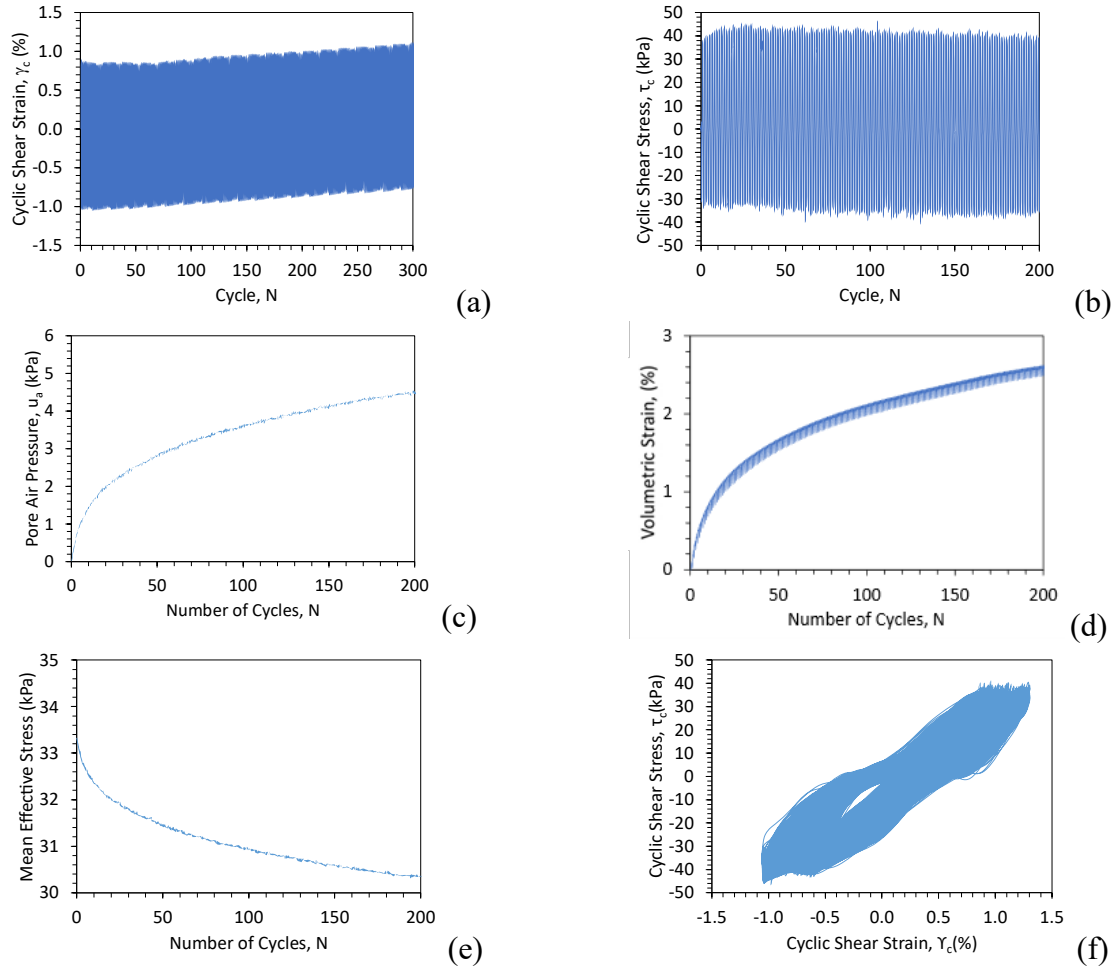 1.5
1.0
0.5
0.0
-0.5
-1.0
-1.5
Cyclic Shear Strain, γc (%)
0 50 100 150 200 250 300
Cycle, N
(a)
50
40
30
20
10
0
-10
-20
-30
-40
-50
Cyclic Shear Stress, τc (kPa)
0 50 100 150 200
Cycle, N
(b)
6
5
4
3
2
1
0
Pore Air Pressure, ua (kPa)
0 50 100 150 200
Number of Cycles, N
(c)
3
2
1
0
Volumetric Strain, (%)
0 50 100 150 200
Number of Cycles, N
(d)
35
34
33
32
31
30
Mean Effective Stress (kPa)
0 50 100 150 200
Number of Cycles, N
(e)
50
40
30
20
10
0
-10
-20
-30
-40
-50
Cyclic Shear Stress, τc(kPa)
-1.5 -1.0 -0.5 0.0 0.5 1.0 1.5
Cyclic Shear Strain, ϒc(%)
(f)